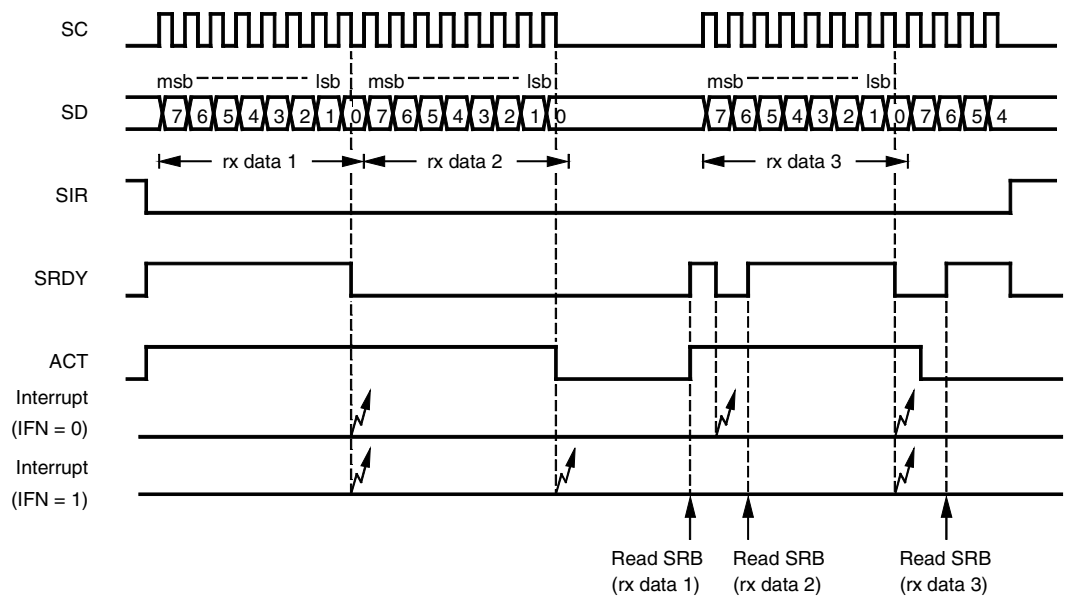 SC
msb lsb msb lsb msb lsb
SD 7 6 5 4 3 2 1 0 7 6 5 4 3 2 1 0 7 6 5 4 3 2 1 0 7 6 5 4
rx data 1 rx data 2 rx data 3
SIR
SRDY
ACT
Interrupt
(IFN = 0)
Interrupt
(IFN = 1)
Read SRB Read SRB Read SRB
(rx data 1) (rx data 2) (rx data 3)